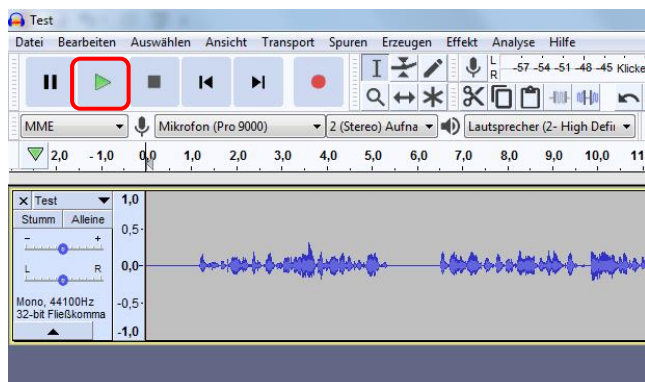 Test
Datei Bearbeiten Auswählen Ansicht Transport Spuren Erzeugen Effekt Analyse Hilfe
L
R
-57 -54 -51 -48 -45 Klicke
MME
Mikrofon (Pro 9000)
2 (Stereo) Aufna
Lautsprecher (2- High Defii
2,0 - 1,0 0,0 1,0 2,0 3,0 4,0 5,0 6,0 7,0 8,0 9,0 10,0 11
X Test
Stumm Alleine
- +
L R
Mono, 44100Hz
32-bit Fließkomma
1,0
0,5
0,0
-0,5
-1,0